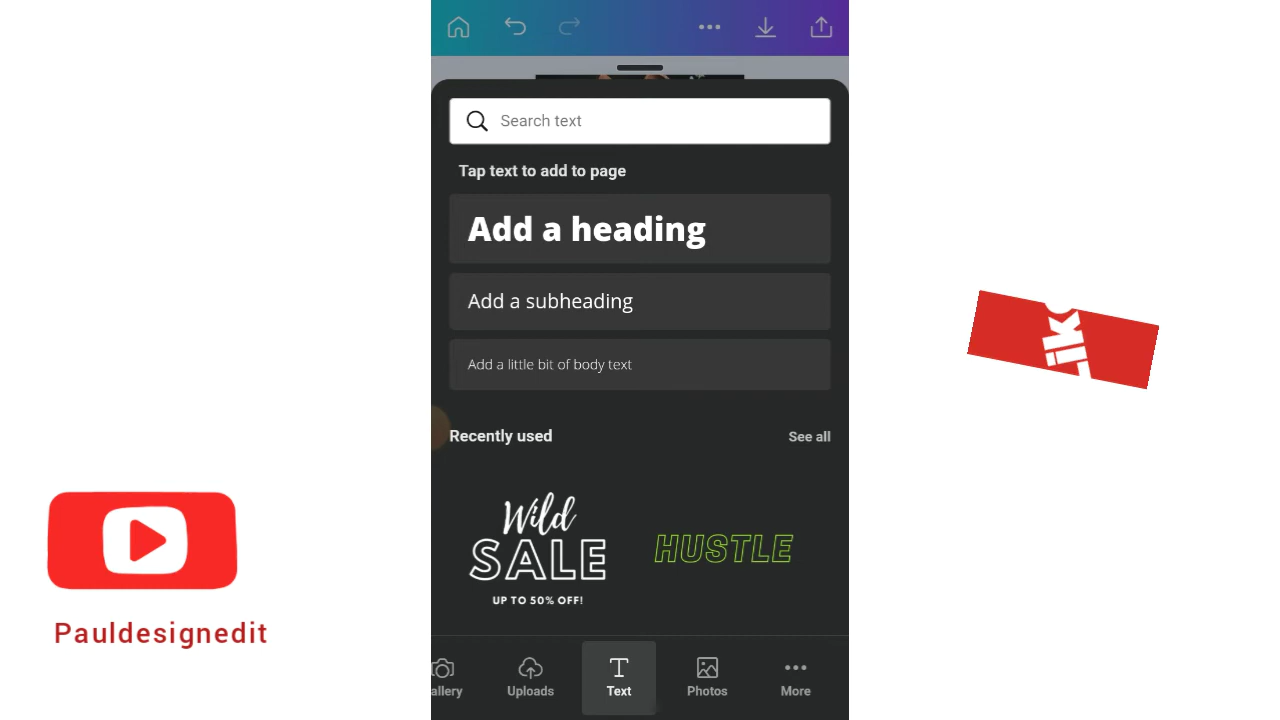 Search text
Tap text to add to page
Add a heading
Add a subheading
Add a little bit of body text
Recently used See all
Wild
SALE
UP TO 50% OFF!
HUSTLE
allery Uploads Text Photos More
Pauldesignedit